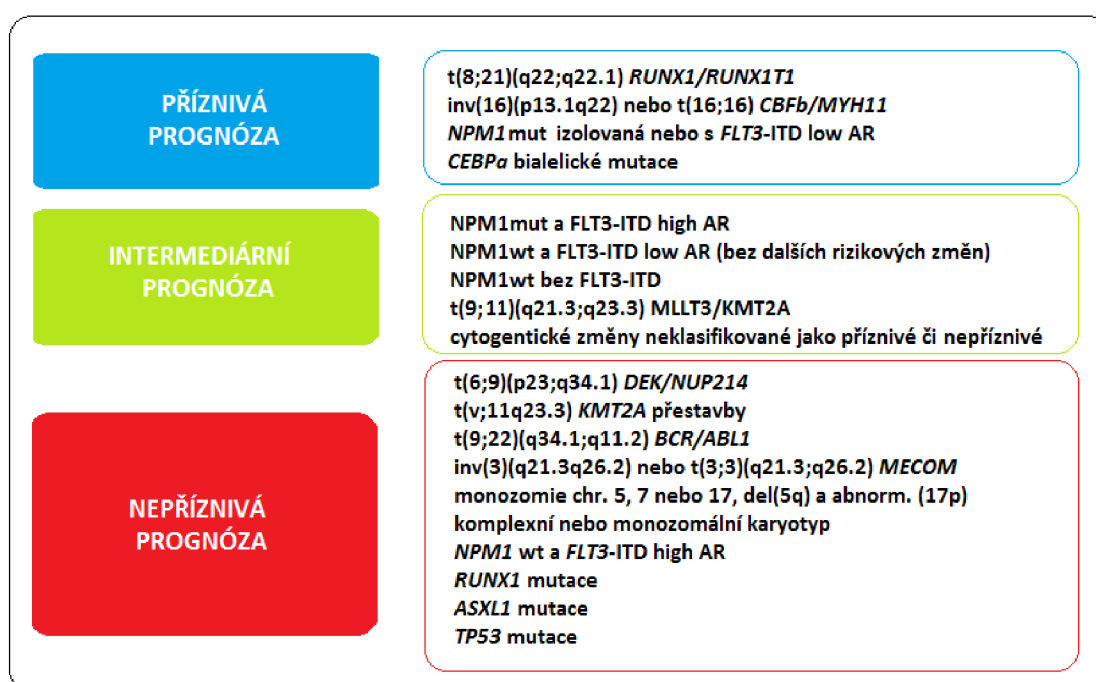 PŘÍZNIVÁ
PROGNÓZA
t(8;21)(q22;q22.1) RUNX1/RUNX1T1
inv(16)(p13.1q22) nebo t(16;16) CBFb/MYH11
NPM1 mut izolovaná nebo s FLT3-ITD low AR
CEBPa bialelické mutace
INTERMEDIÁRNÍ
PROGNÓZA
NPM1mut a FLT3-ITD high AR
NPM1wt a FLT3-ITD low AR (bez dalších rizikových změn)
NPM1wt bez FLT3-ITD
t(9;11)(q21.3;q23.3) MLLT3/KMT2A
cytogentické změny neklasifikované jako příznivé či nepříznivé
NEPŘÍZNIVÁ
PROGNÓZA
t(6;9)(p23;q34.1) DEK/NUP214
t(v;11q23.3) KMT2A přestavby
t(9;22)(q34.1;q11.2) BCR/ABL1
inv(3)(q21.3q26.2) nebo t(3;3)(q21.3;q26.2) MECOM
monozomie chr. 5, 7 nebo 17, del(5q) a abnorm. (17p)
komplexní nebo monozomální karyotyp
NPM1 wt a FLT3-ITD high AR
RUNX1 mutace
ASXL1 mutace
TP53 mutace